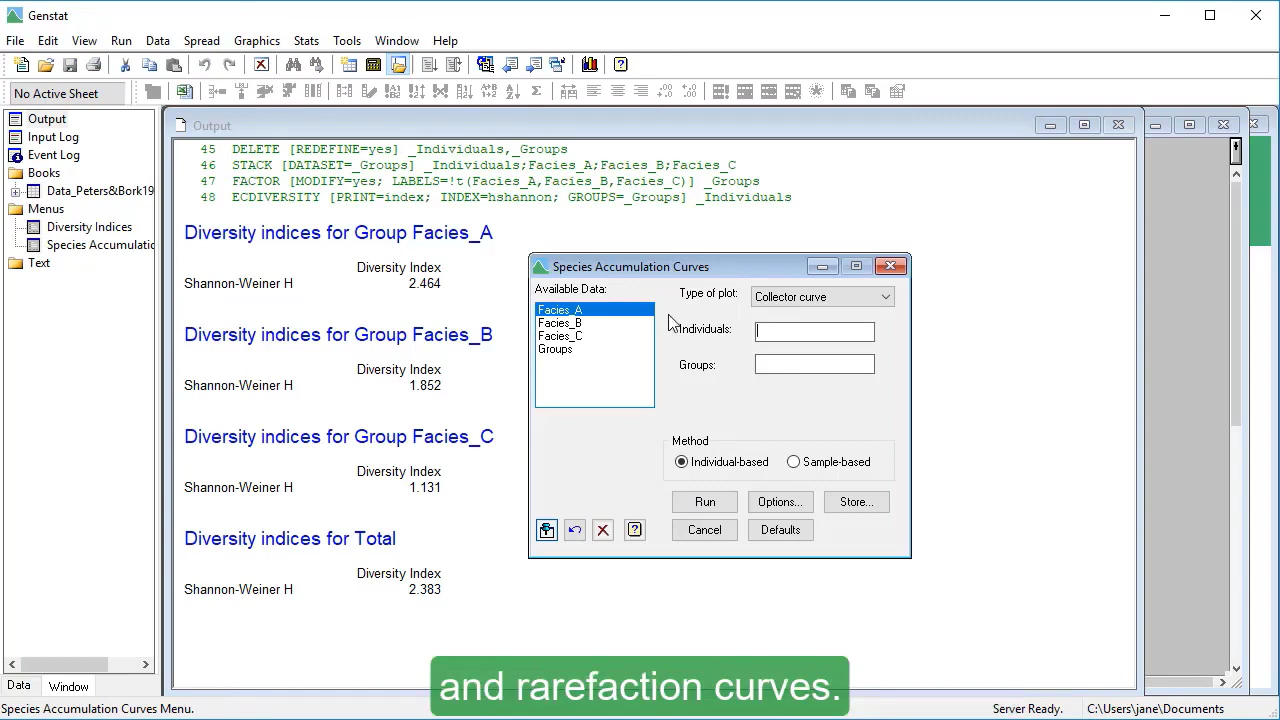 Genstat
File Edit View Run Data Spread Graphics Stats Tools Window Help
No Active Sheet
Output
Input Log
Event Log
Books
Data_Peters&Bork19
Menus
Diversity Indices
Species Accumulatic
Text
Data Window
Output
45 DELETE [REDEFINE=yes] _Individuals,_Groups
46 STACK [DATASET=_Groups] _Individuals;Facies_A;Facies_B;Facies_C
47 FACTOR [MODIFY=yes; LABELS=!t(Facies_A,Facies_B,Facies_C)] _Groups
48 ECDIVERSITY [PRINT=index; INDEX=hshannon; GROUPS=_Groups] _Individuals
Diversity indices for Group Facies_A
Diversity Index
Shannon-Weiner H 2.464
Diversity indices for Group Facies_B
Diversity Index
Shannon-Weiner H 1.852
Diversity indices for Group Facies_C
Diversity Index
Shannon-Weiner H 1.131
Diversity indices for Total
Diversity Index
Shannon-Weiner H 2.383
Species Accumulation Curves
Available Data:
Facies_A
Facies_B
Facies_C
Groups
Type of plot: Collector curve
Individuals:
Groups:
Method
Individual-based Sample-based
Run Options... Store...
Cancel Defaults
and rarefaction curves.
Species Accumulation Curves Menu. Server Ready. C:\Users\jane\Documents